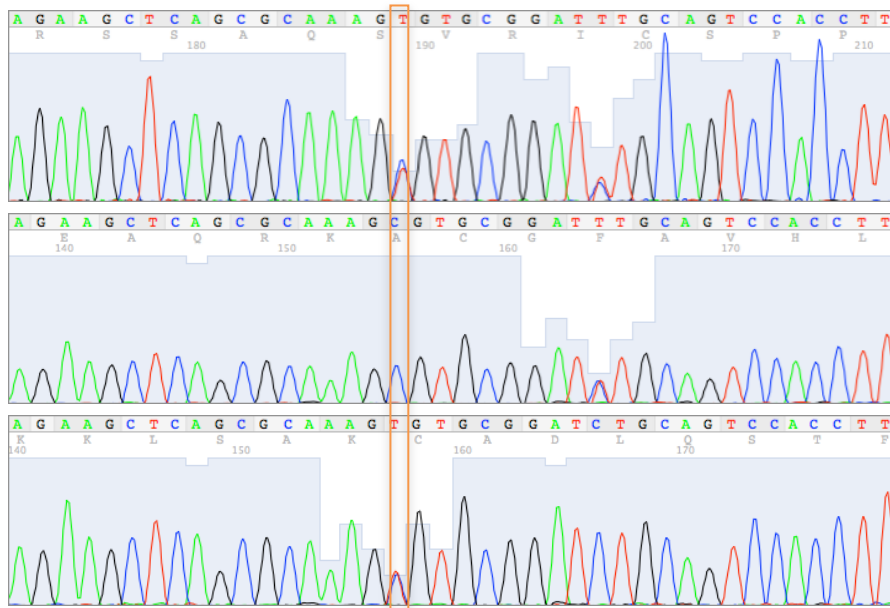 A G A A G C T C A G C G C A A A G T G T G C G G A T T T G C A G T C C A C C T T
R S S A Q S V R I C S P P
180 190 200 210
A G A A G C T C A G C G C A A A G C G T G C G G A T T T G C A G T C C A C C T T
E A Q R K A C G F A V H L
140 150 160 170
A G A A G C T C A G C G C A A A G T G T G C G G A T C T G C A G T C C A C C T T
K K L S A K C A D L Q S T F
140 150 160 170